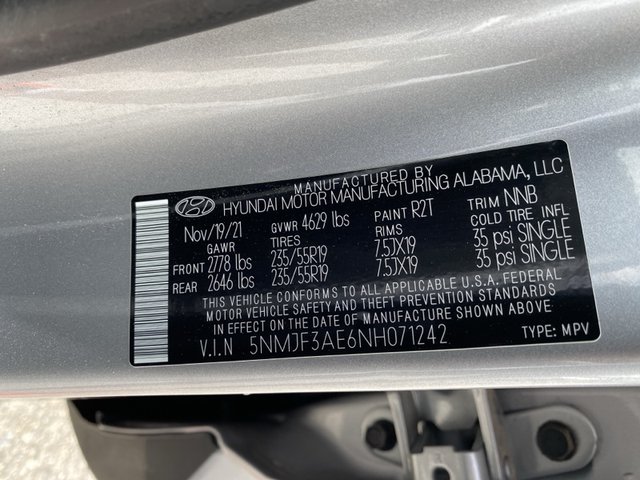 MANUFACTURED BY
HYUNDAI MOTOR MANUFACTURING ALABAMA, LLC
Nov/19/21 GVWR 4629 lbs PAINT R2T TRIM NNB
GAWR TIRES RIMS COLD TIRE INFL
FRONT 2778 lbs 235/55R19 7.5JX19 35 psi SINGLE
REAR 2646 lbs 235/55R19 7.5JX19 35 psi SINGLE
THIS VEHICLE CONFORMS TO ALL APPLICABLE U.S.A. FEDERAL
MOTOR VEHICLE SAFETY AND THEFT PREVENTION STANDARDS
IN EFFECT ON THE DATE OF MANUFACTURE SHOWN ABOVE
V.I.N 5NMJF3AE6NH071242 TYPE: MPV